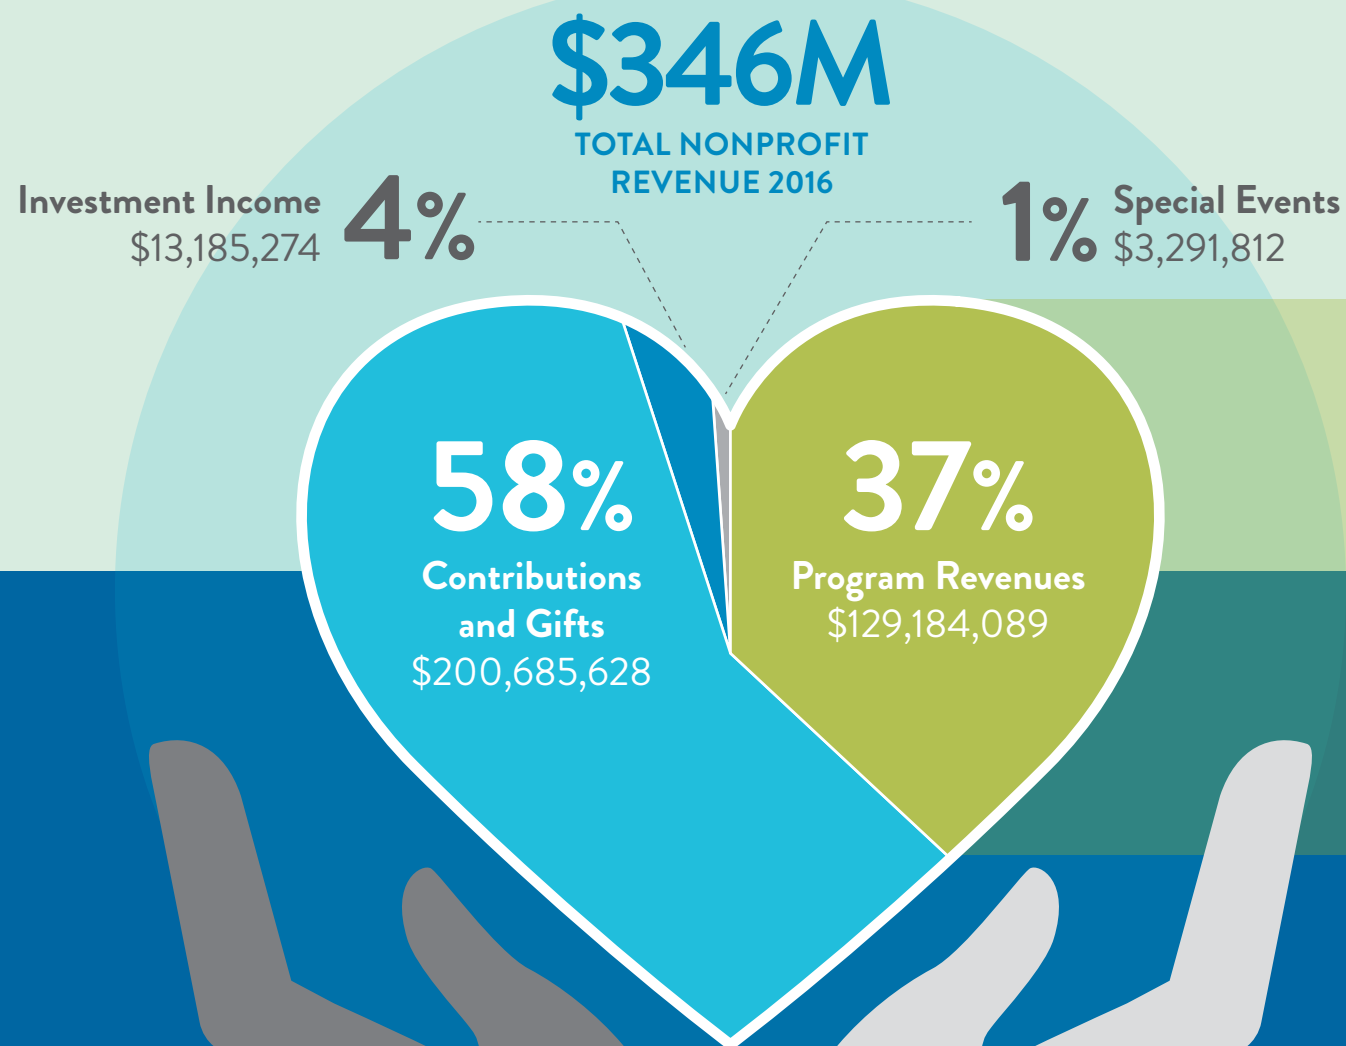 $346M
TOTAL NONPROFIT
REVENUE 2016
Investment Income
$13,185,274
4%
1%
Special Events
$3,291,812
58%
Contributions
and Gifts
$200,685,628
37%
Program Revenues
$129,184,089